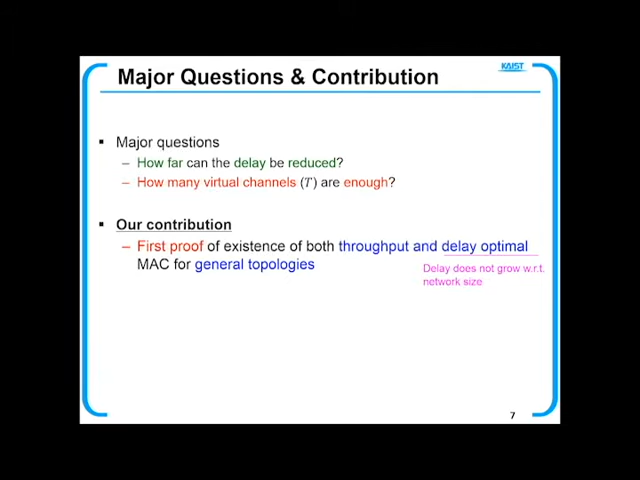 Major Questions & Contribution
KAIST
▪ Major questions
– How far can the delay be reduced?
– How many virtual channels (T) are enough?
▪ Our contribution
– First proof of existence of both throughput and delay optimal
MAC for general topologies
Delay does not grow w.r.t.
network size
7